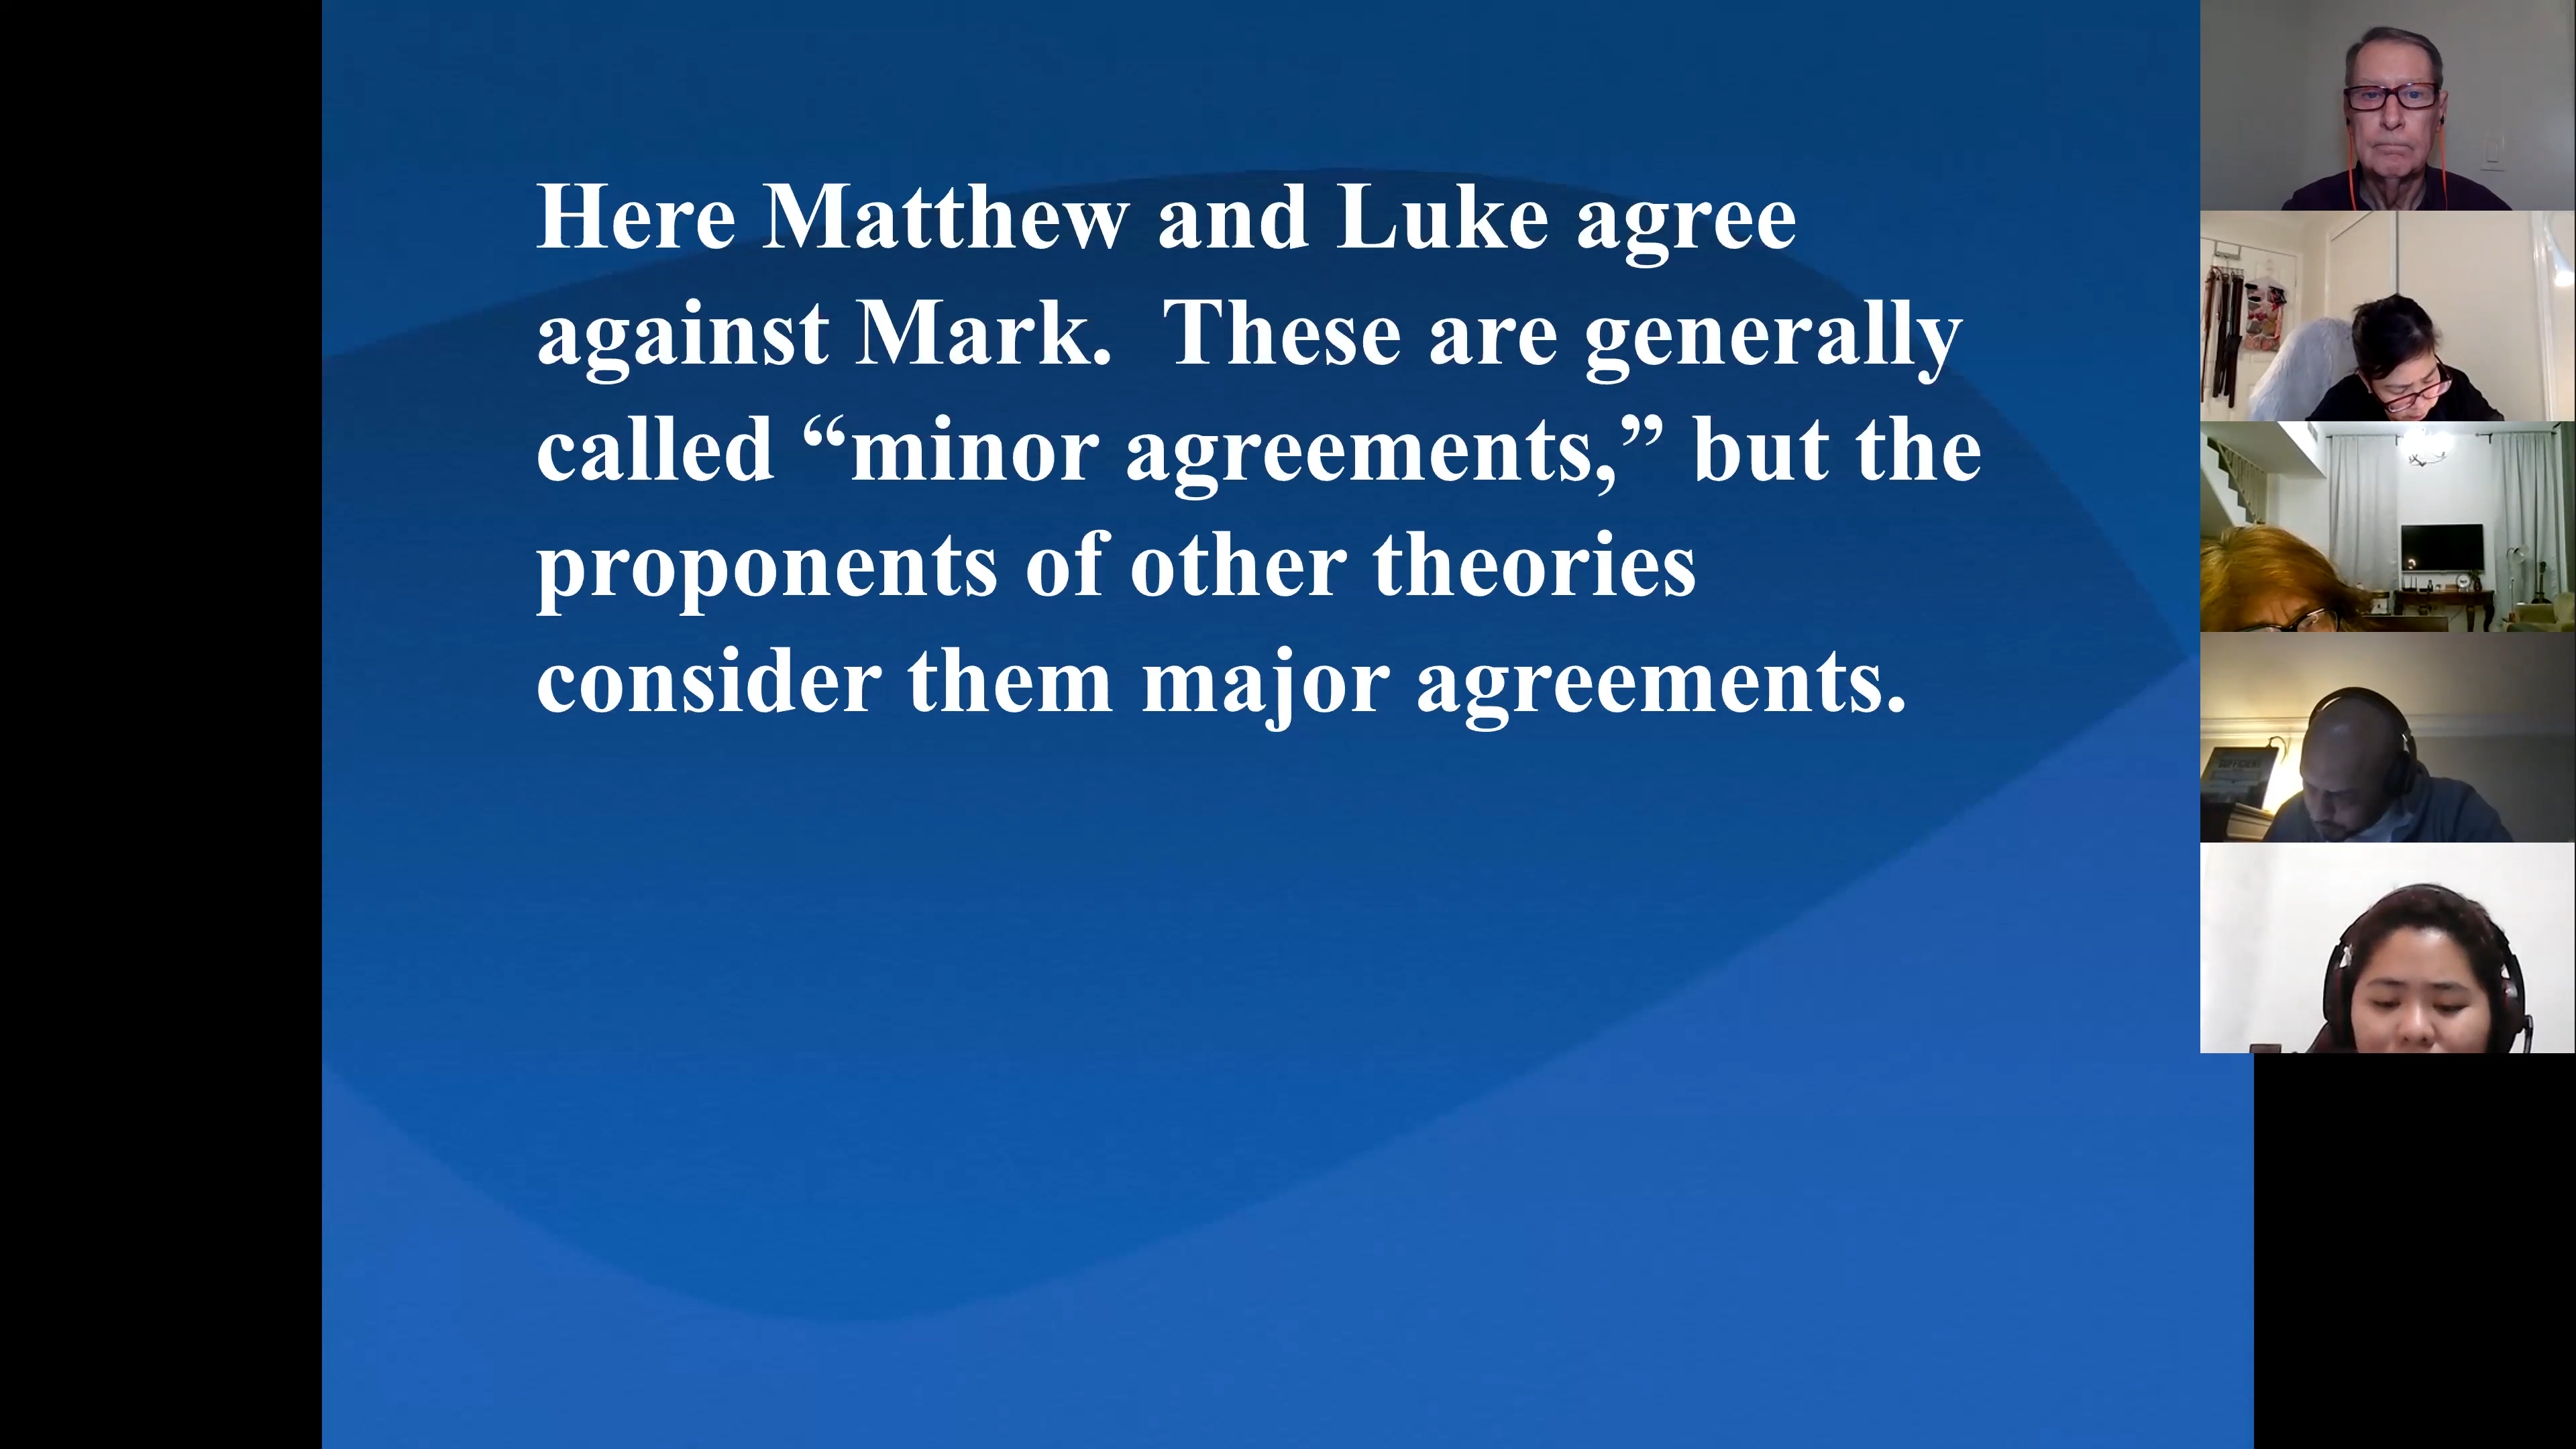 Here Matthew and Luke agree
against Mark.  These are generally
called “minor agreements,” but the
proponents of other theories
consider them major agreements.
SUFFICIENT